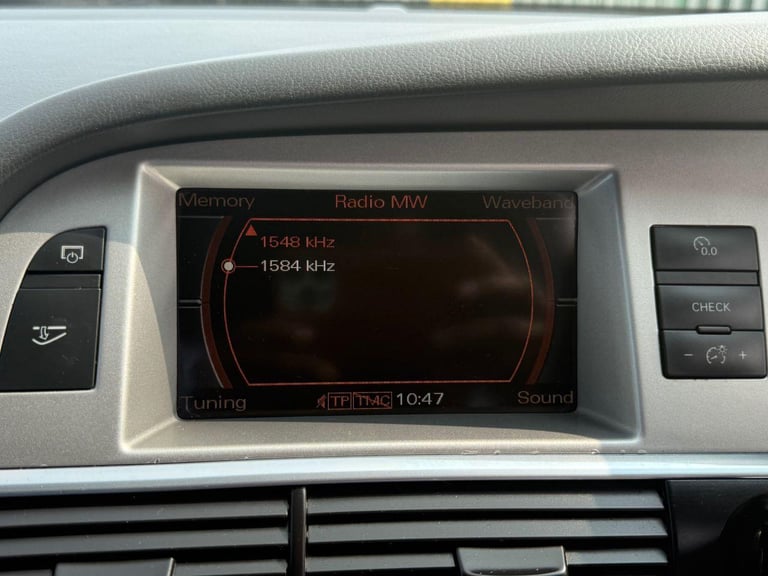 Memory Radio MW Waveband
1548 kHz
1584 kHz
Tuning TP TMC 10:47 Sound
0.0
CHECK
- +